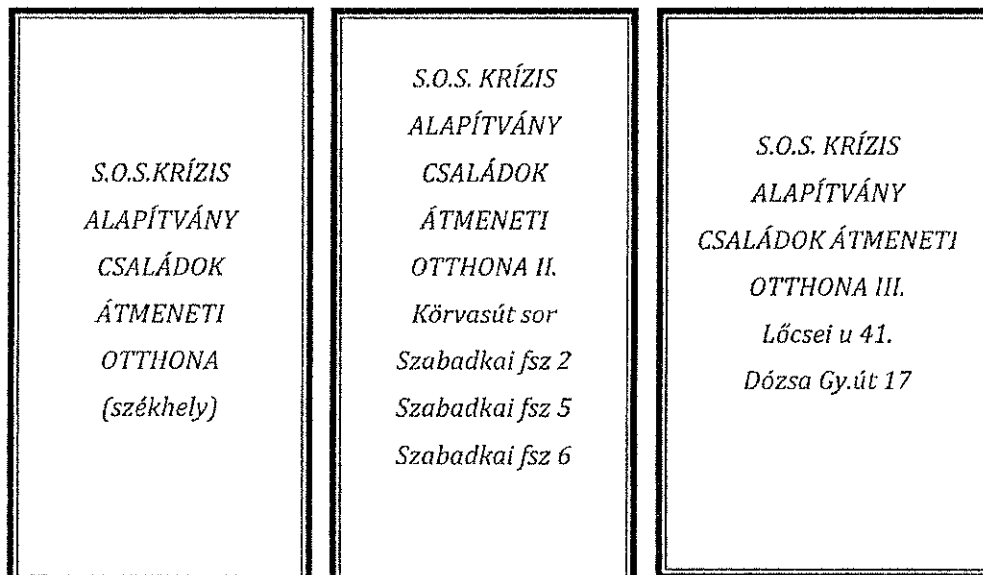 S.O.S.KRÍZIS
ALAPÍTVÁNY
CSALÁDOK
ÁTMENETI
OTTHONA
(székhely)
S.O.S. KRÍZIS
ALAPÍTVÁNY
CSALÁDOK
ÁTMENETI
OTTHONA II.
Körvasút sor
Szabadkai fsz 2
Szabadkai fsz 5
Szabadkai fsz 6
S.O.S. KRÍZIS
ALAPÍTVÁNY
CSALÁDOK ÁTMENETI
OTTHONA III.
Lőcsei u 41.
Dózsa Gy.út 17